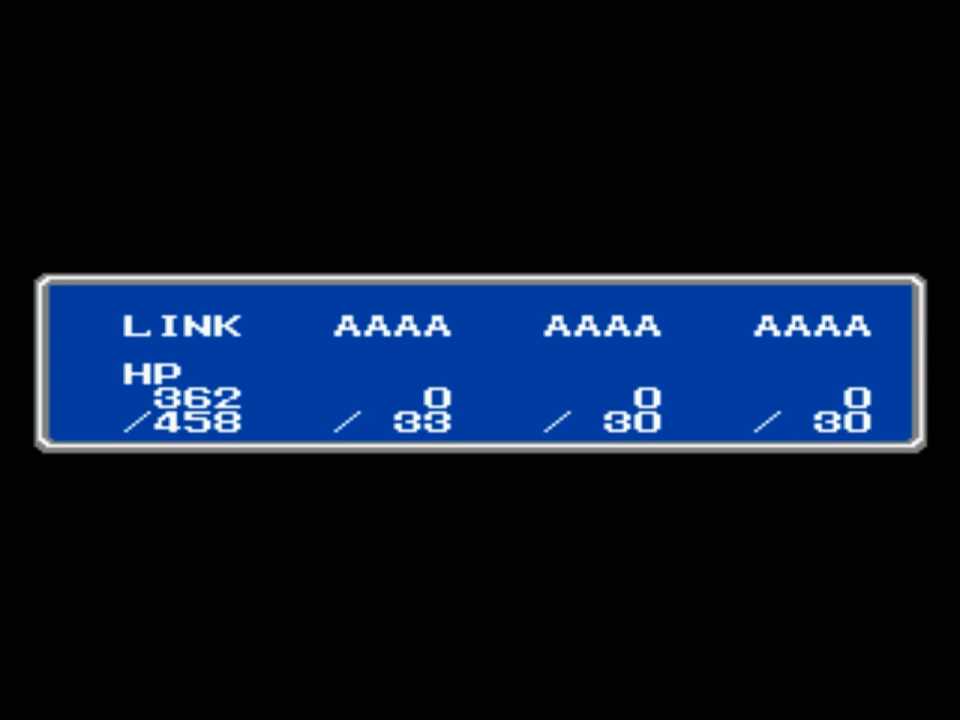 LINK AAAA AAAA AAAA
HP
362 0 0 0
/458 / 33 / 30 / 30